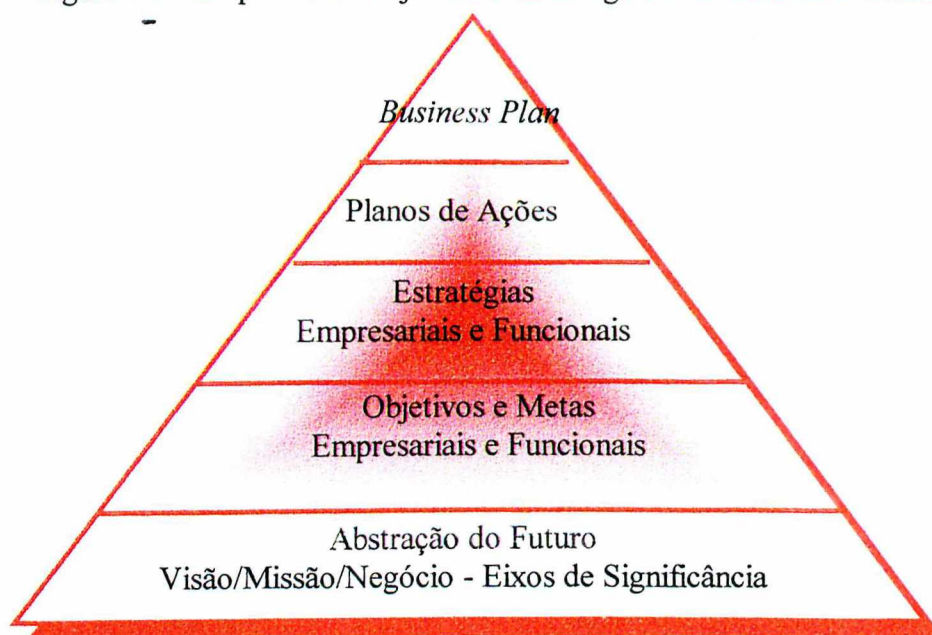 Business Plan
Planos de Ações
Estratégias
Empresariais e Funcionais
Objetivos e Metas
Empresariais e Funcionais
Abstração do Futuro
Visão/Missão/Negócio - Eixos de Significância